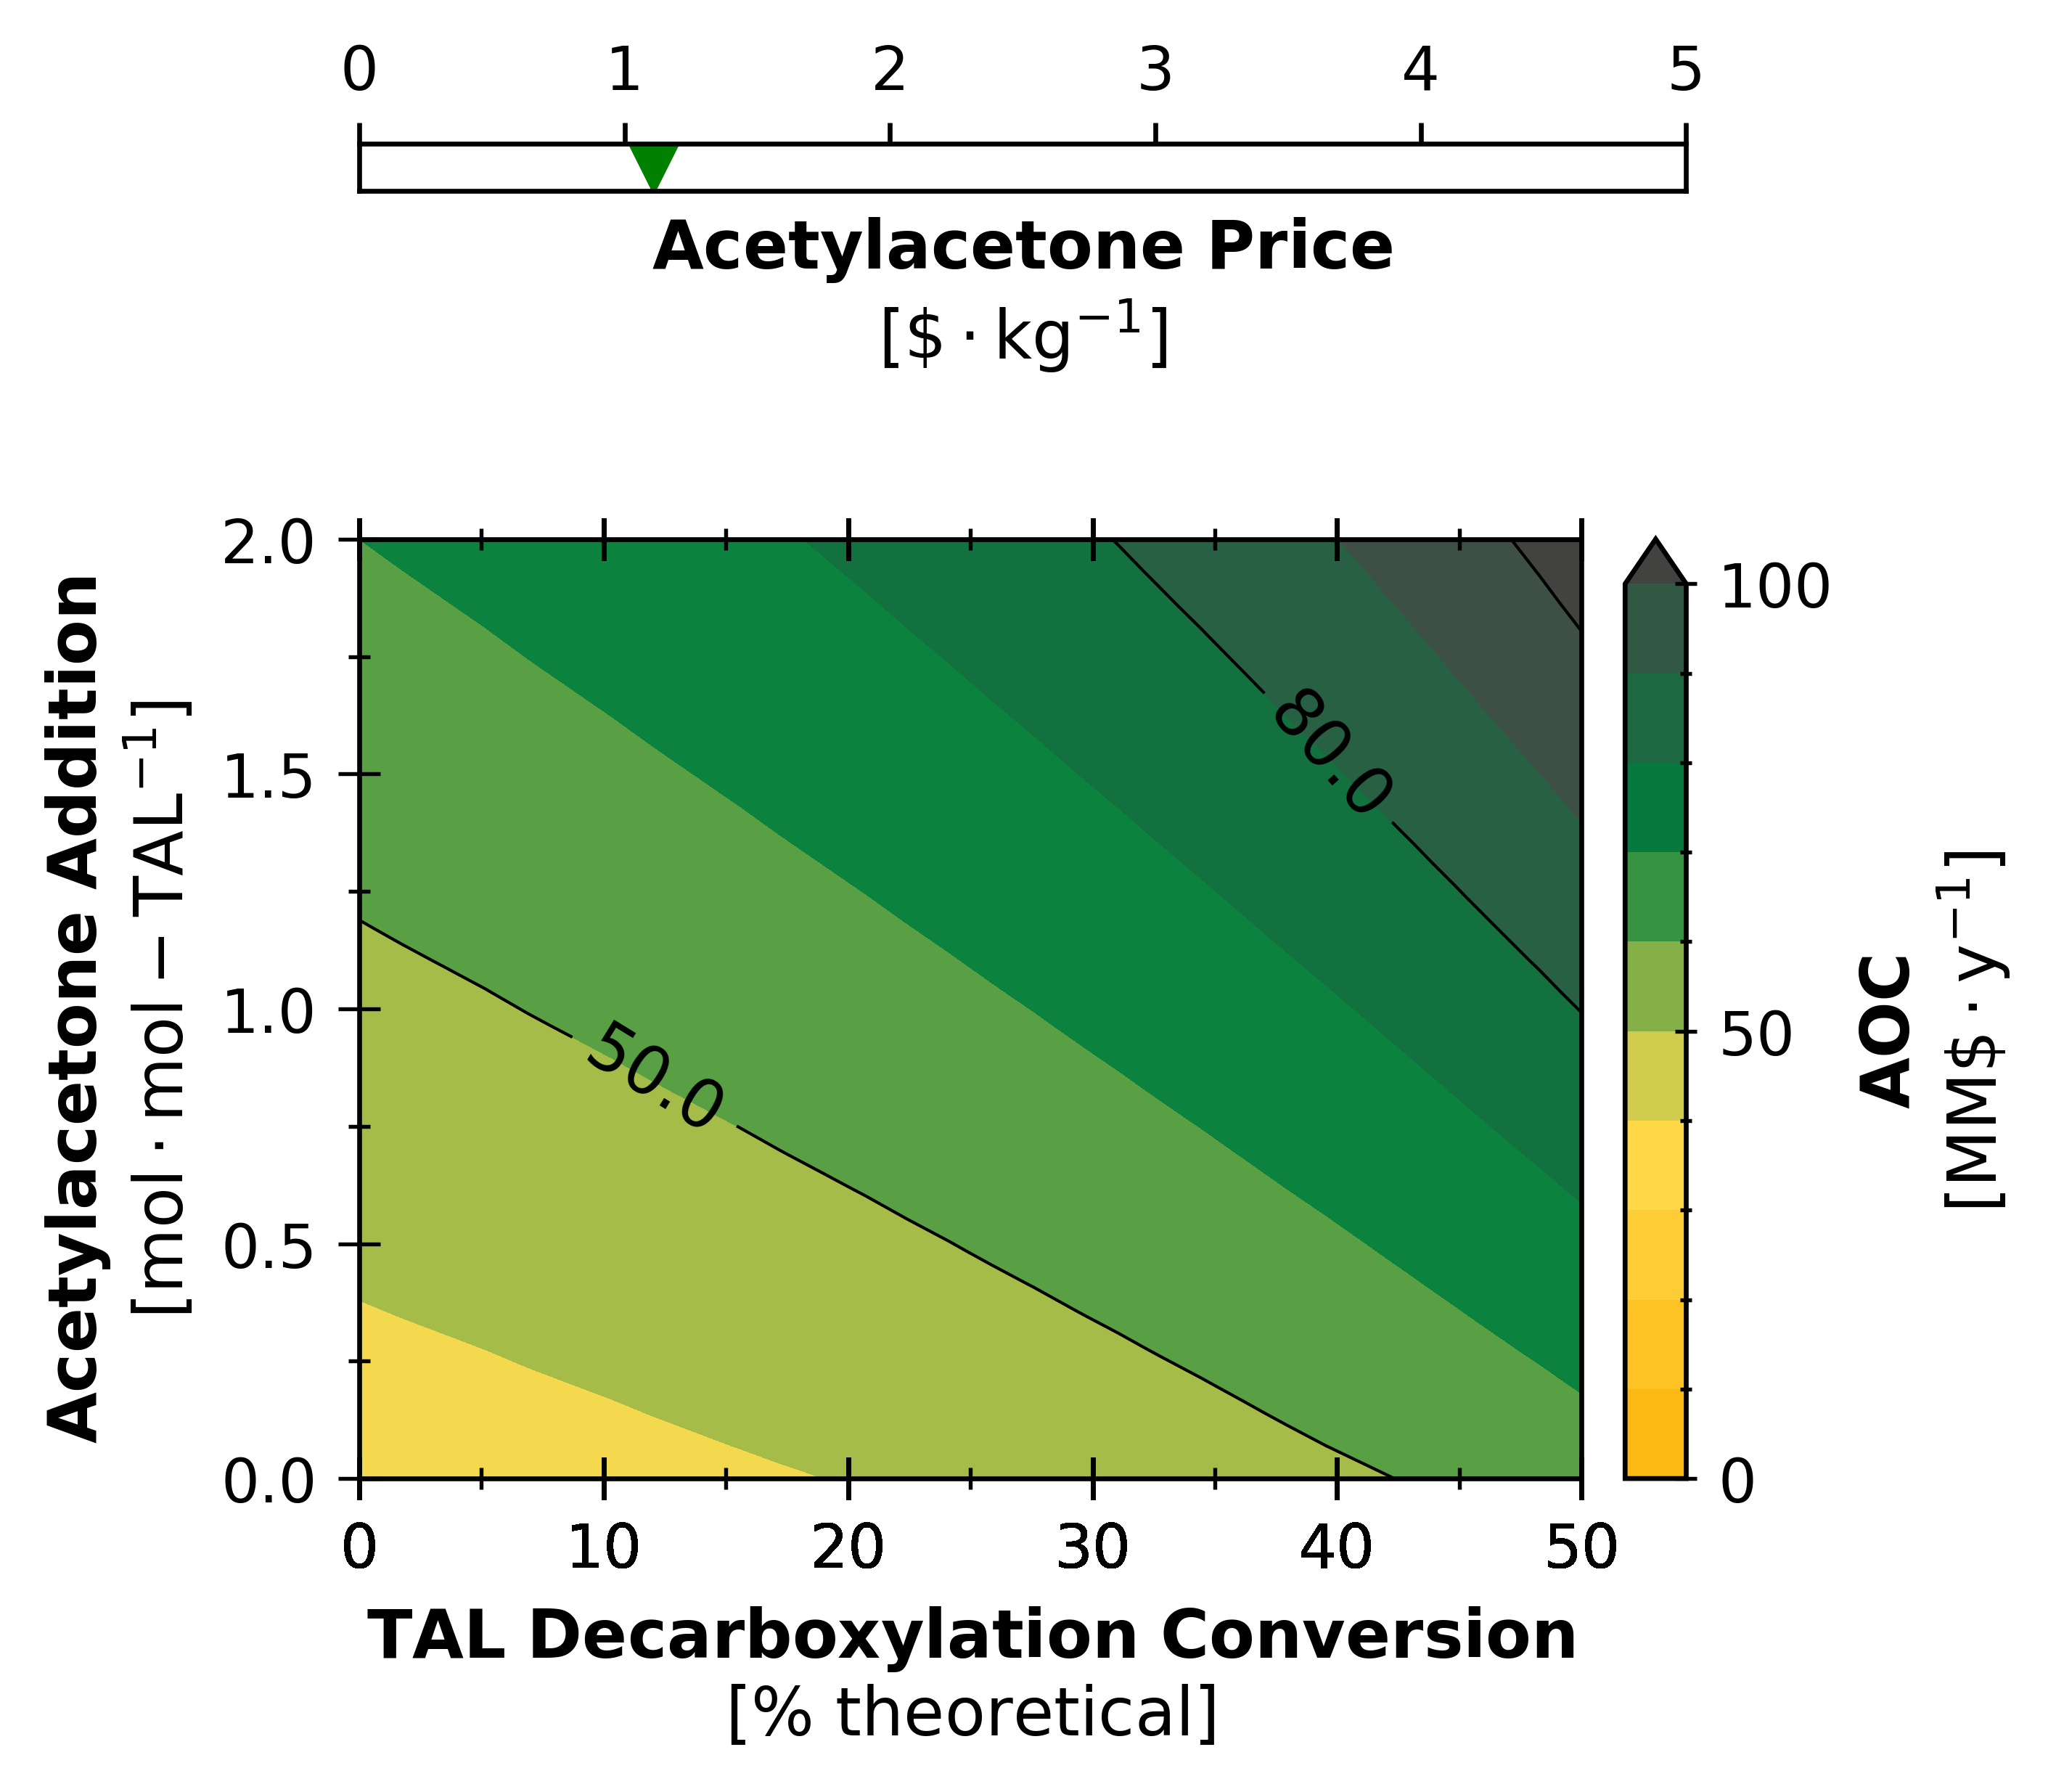 0 1 2 3 4 5
Acetylacetone Price
[$ · kg⁻¹]
Acetylacetone Addition
[mol · mol − TAL⁻¹]
2.0
1.5
1.0
0.5
0.0
80.0
50.0
0 10 20 30 40 50
TAL Decarboxylation Conversion
[% theoretical]
100
50
0
AOC
[MM$ · y⁻¹]